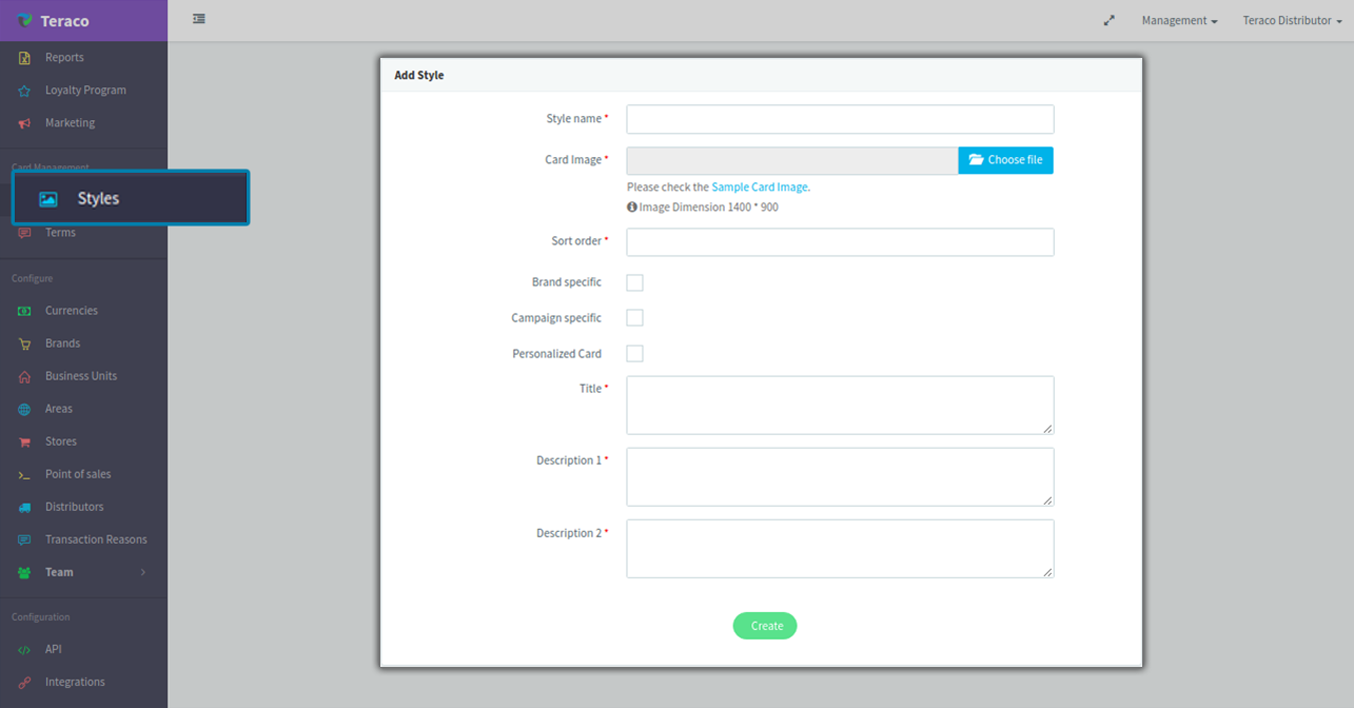 Teraco
Management
Teraco Distributor
Reports
Loyalty Program
Marketing
Card Management
Styles
Terms
Configure
Currencies
Brands
Business Units
Areas
Stores
Point of sales
Distributors
Transaction Reasons
Team
Configuration
API
Integrations
Add Style
Style name *
Card Image *
Choose file
Please check the Sample Card Image.
Image Dimension 1400 * 900
Sort order *
Brand specific
Campaign specific
Personalized Card
Title *
Description 1 *
Description 2 *
Create